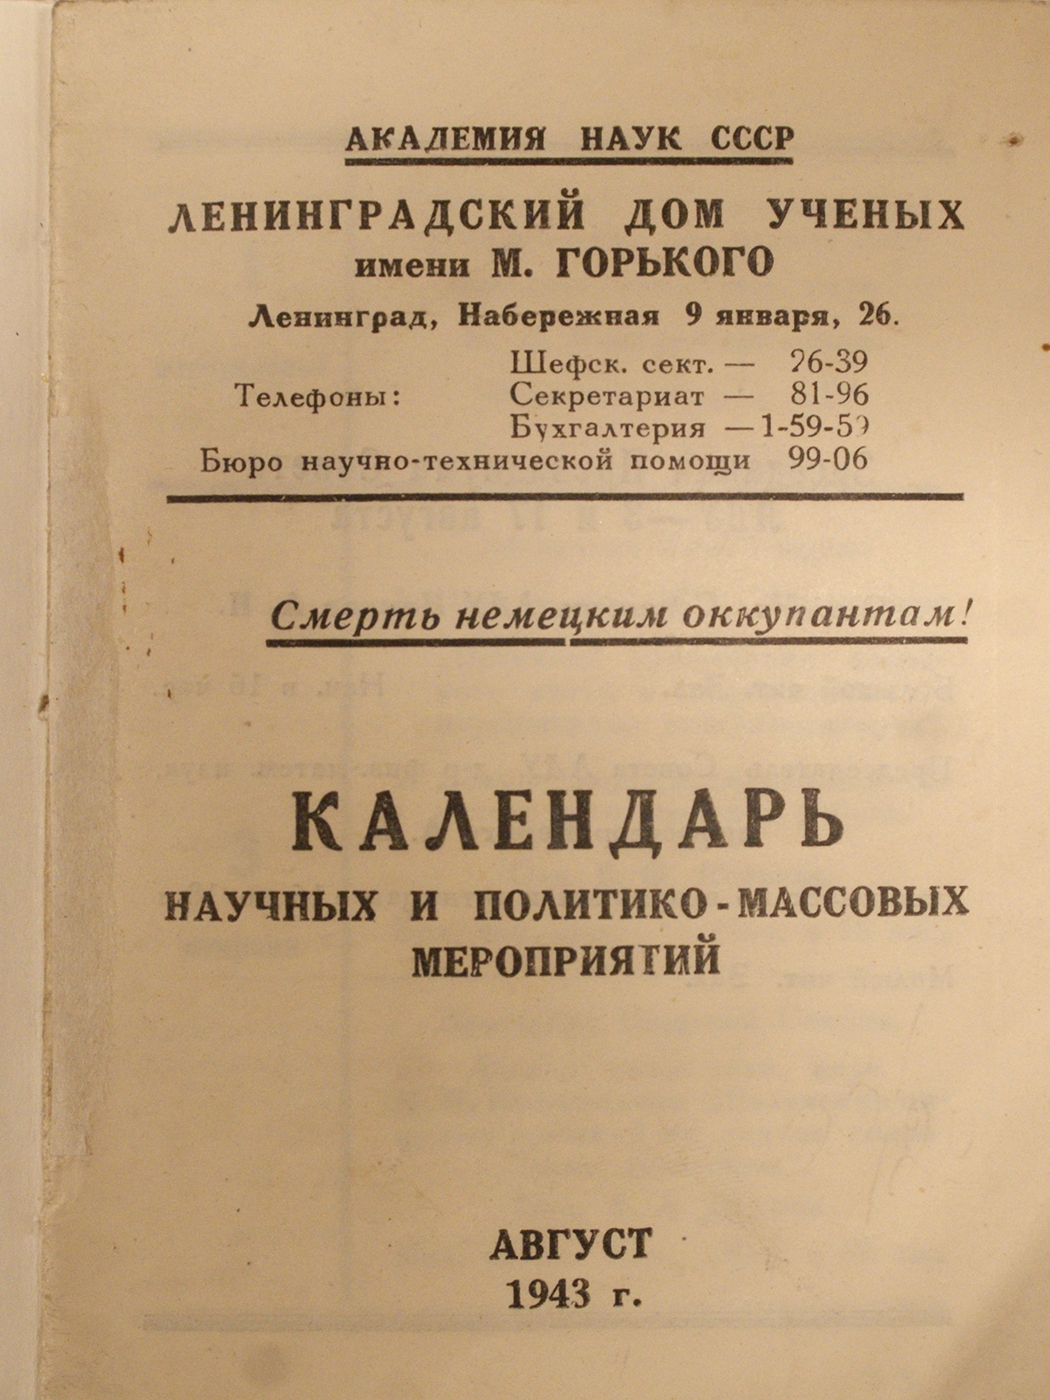 АКАДЕМИЯ НАУК СССР
ЛЕНИНГРАДСКИЙ ДОМ УЧЕНЫХ
имени М. ГОРЬКОГО
Ленинград, Набережная 9 января, 26.
Шефск. сект. — 26-39
Телефоны: Секретариат — 81-96
Бухгалтерия — 1-59-59
Бюро научно-технической помощи 99-06
Смерть немецким оккупантам!
КАЛЕНДАРЬ
НАУЧНЫХ И ПОЛИТИКО-МАССОВЫХ
МЕРОПРИЯТИЙ
АВГУСТ
1943 г.